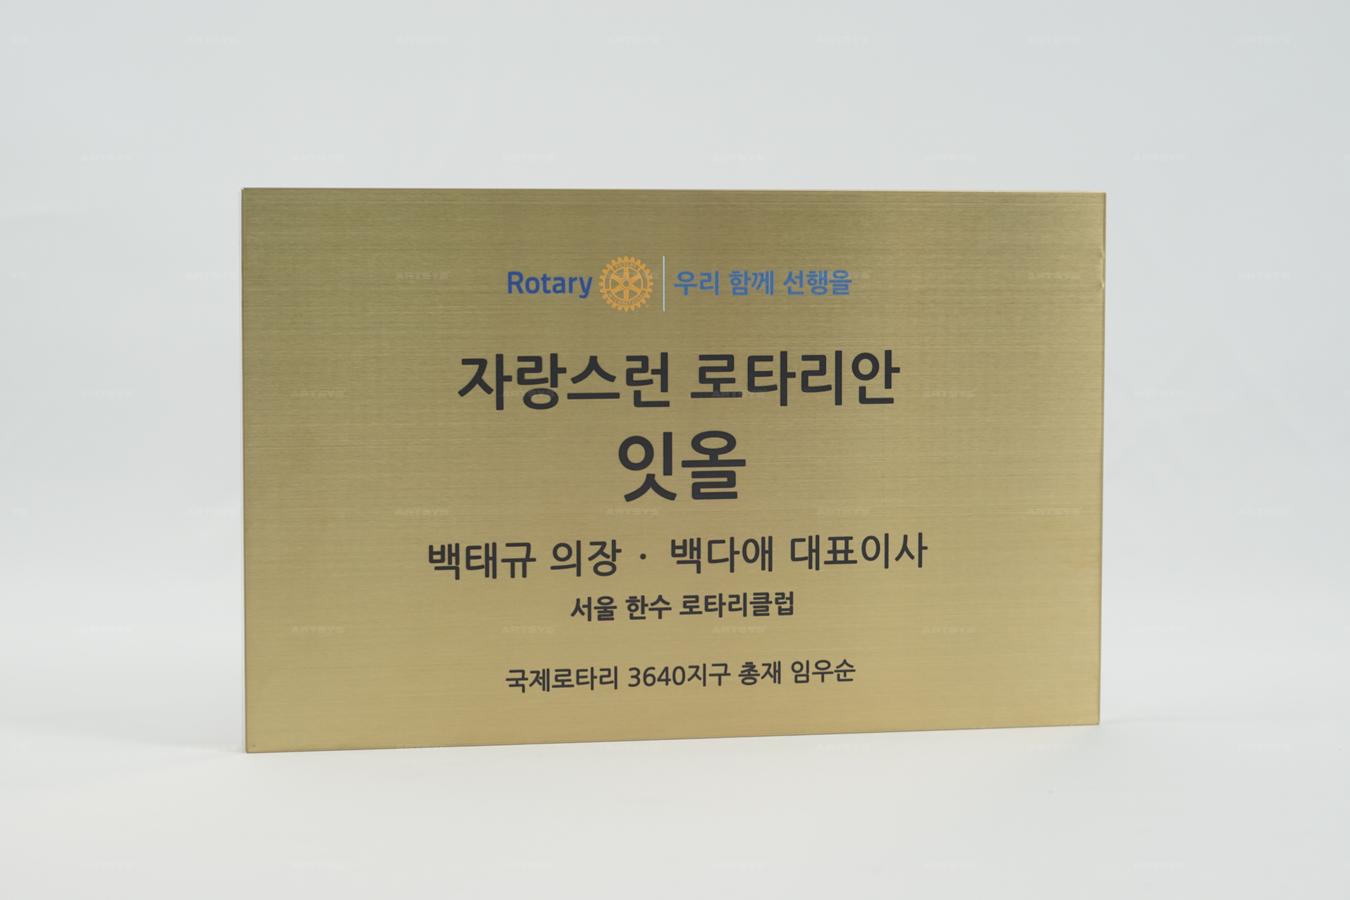 Rotary 우리 함께 선행을
자랑스런 로타리안
잇올
백태규 의장 · 백다애 대표이사
서울 한수 로타리클럽
국제로타리 3640지구 총재 임우순